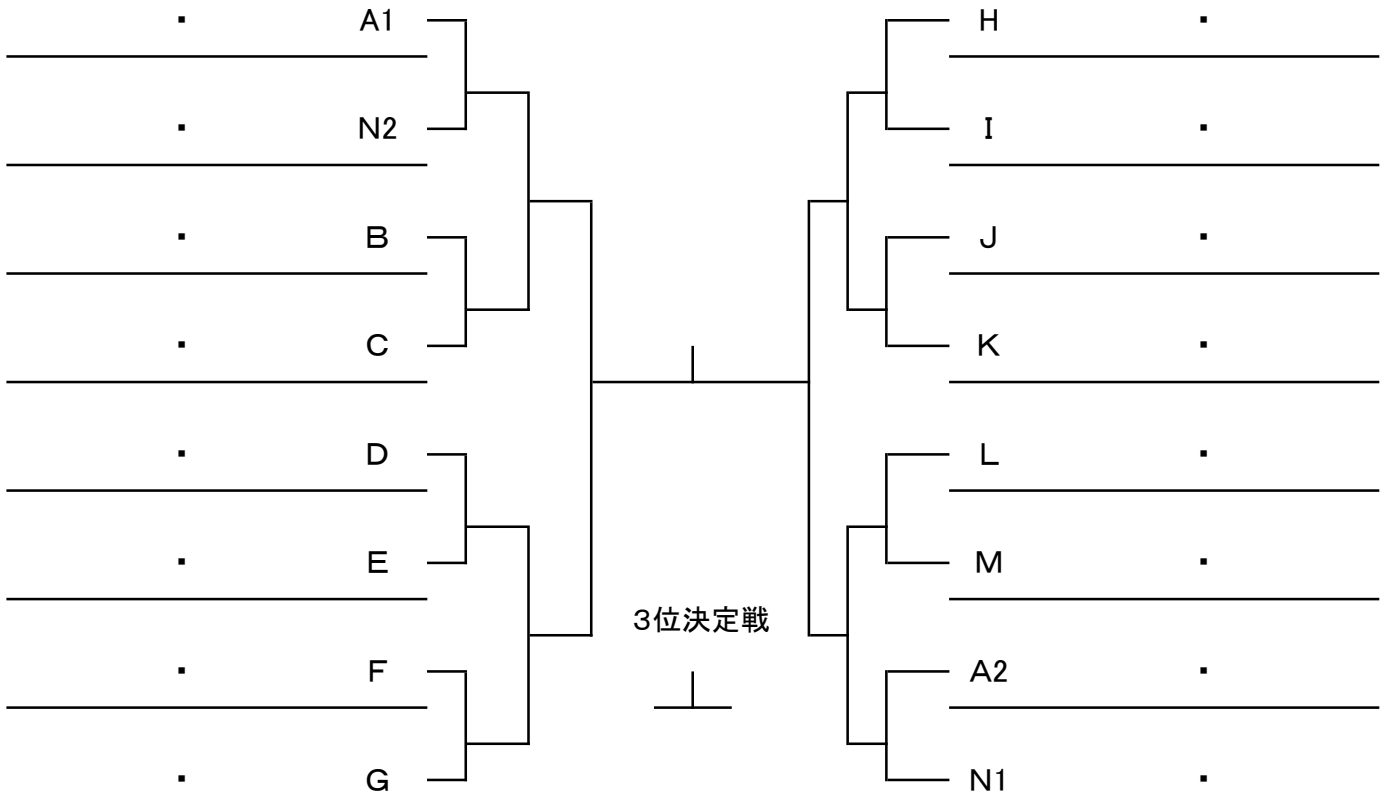 ・ A1 H ・
・ N2 I ・
・ B J ・
・ C K ・
・ D L ・
・ E M ・
3位決定戦
・ F A2 ・
・ G N1 ・